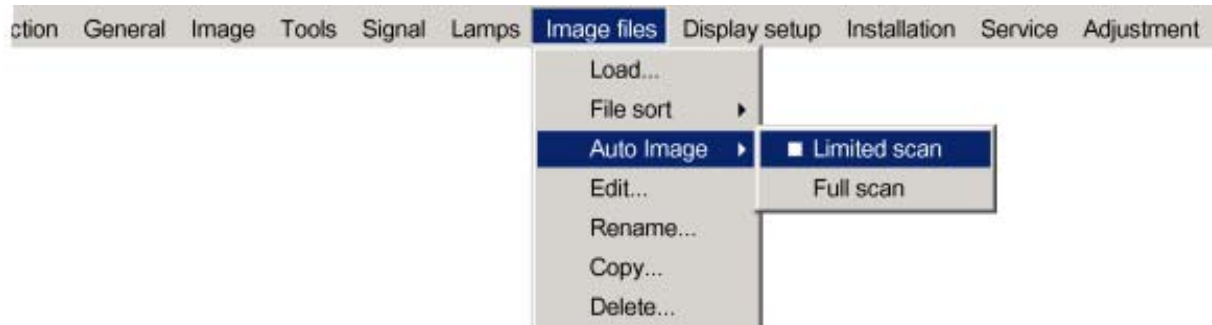 ction General Image Tools Signal Lamps Image files Display setup Installation Service Adjustment
Load...
File sort
Auto Image
Limited scan
Edit...
Full scan
Rename...
Copy...
Delete...